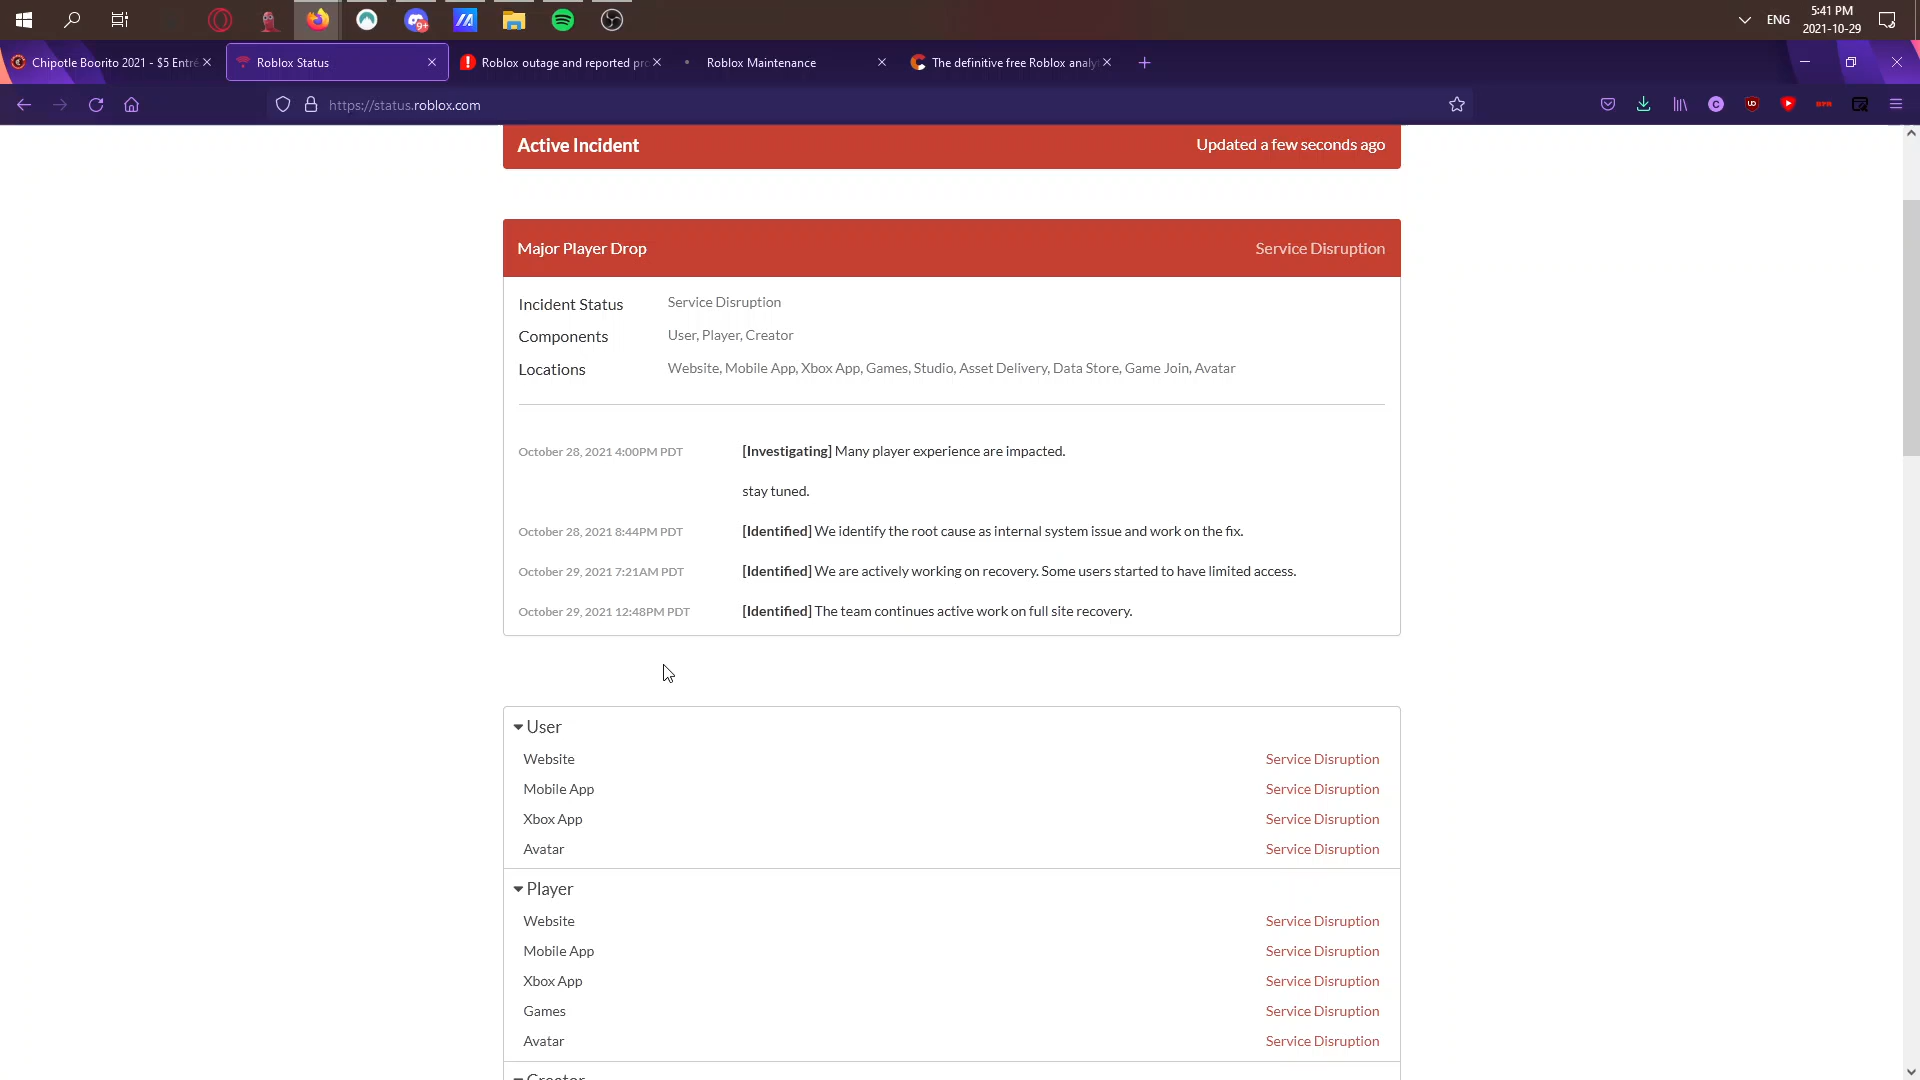 ENG
5:41 PM
2021-10-29
9+
Chipotle Boorito 2021 - $5 Entré
Roblox Status
Roblox outage and reported pro
Roblox Maintenance
The definitive free Roblox analyt
https://status.roblox.com
Active Incident
Updated a few seconds ago
Major Player Drop
Service Disruption
Incident Status
Service Disruption
Components
User, Player, Creator
Locations
Website, Mobile App, Xbox App, Games, Studio, Asset Delivery, Data Store, Game Join, Avatar
October 28, 2021 4:00PM PDT
[Investigating] Many player experience are impacted.
stay tuned.
October 28, 2021 8:44PM PDT
[Identified] We identify the root cause as internal system issue and work on the fix.
October 29, 2021 7:21AM PDT
[Identified] We are actively working on recovery. Some users started to have limited access.
October 29, 2021 12:48PM PDT
[Identified] The team continues active work on full site recovery.
User
Website
Service Disruption
Mobile App
Service Disruption
Xbox App
Service Disruption
Avatar
Service Disruption
Player
Website
Service Disruption
Mobile App
Service Disruption
Xbox App
Service Disruption
Games
Service Disruption
Avatar
Service Disruption
Creator